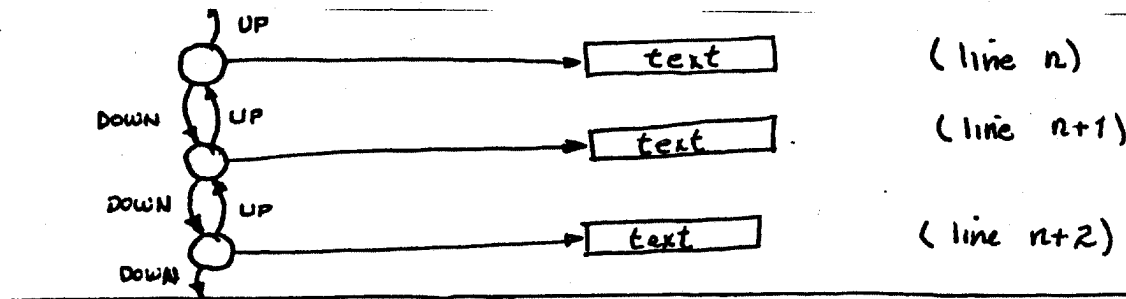 UP
text (line n)
DOWN UP
text (line n+1)
DOWN UP
text (line n+2)
DOWN